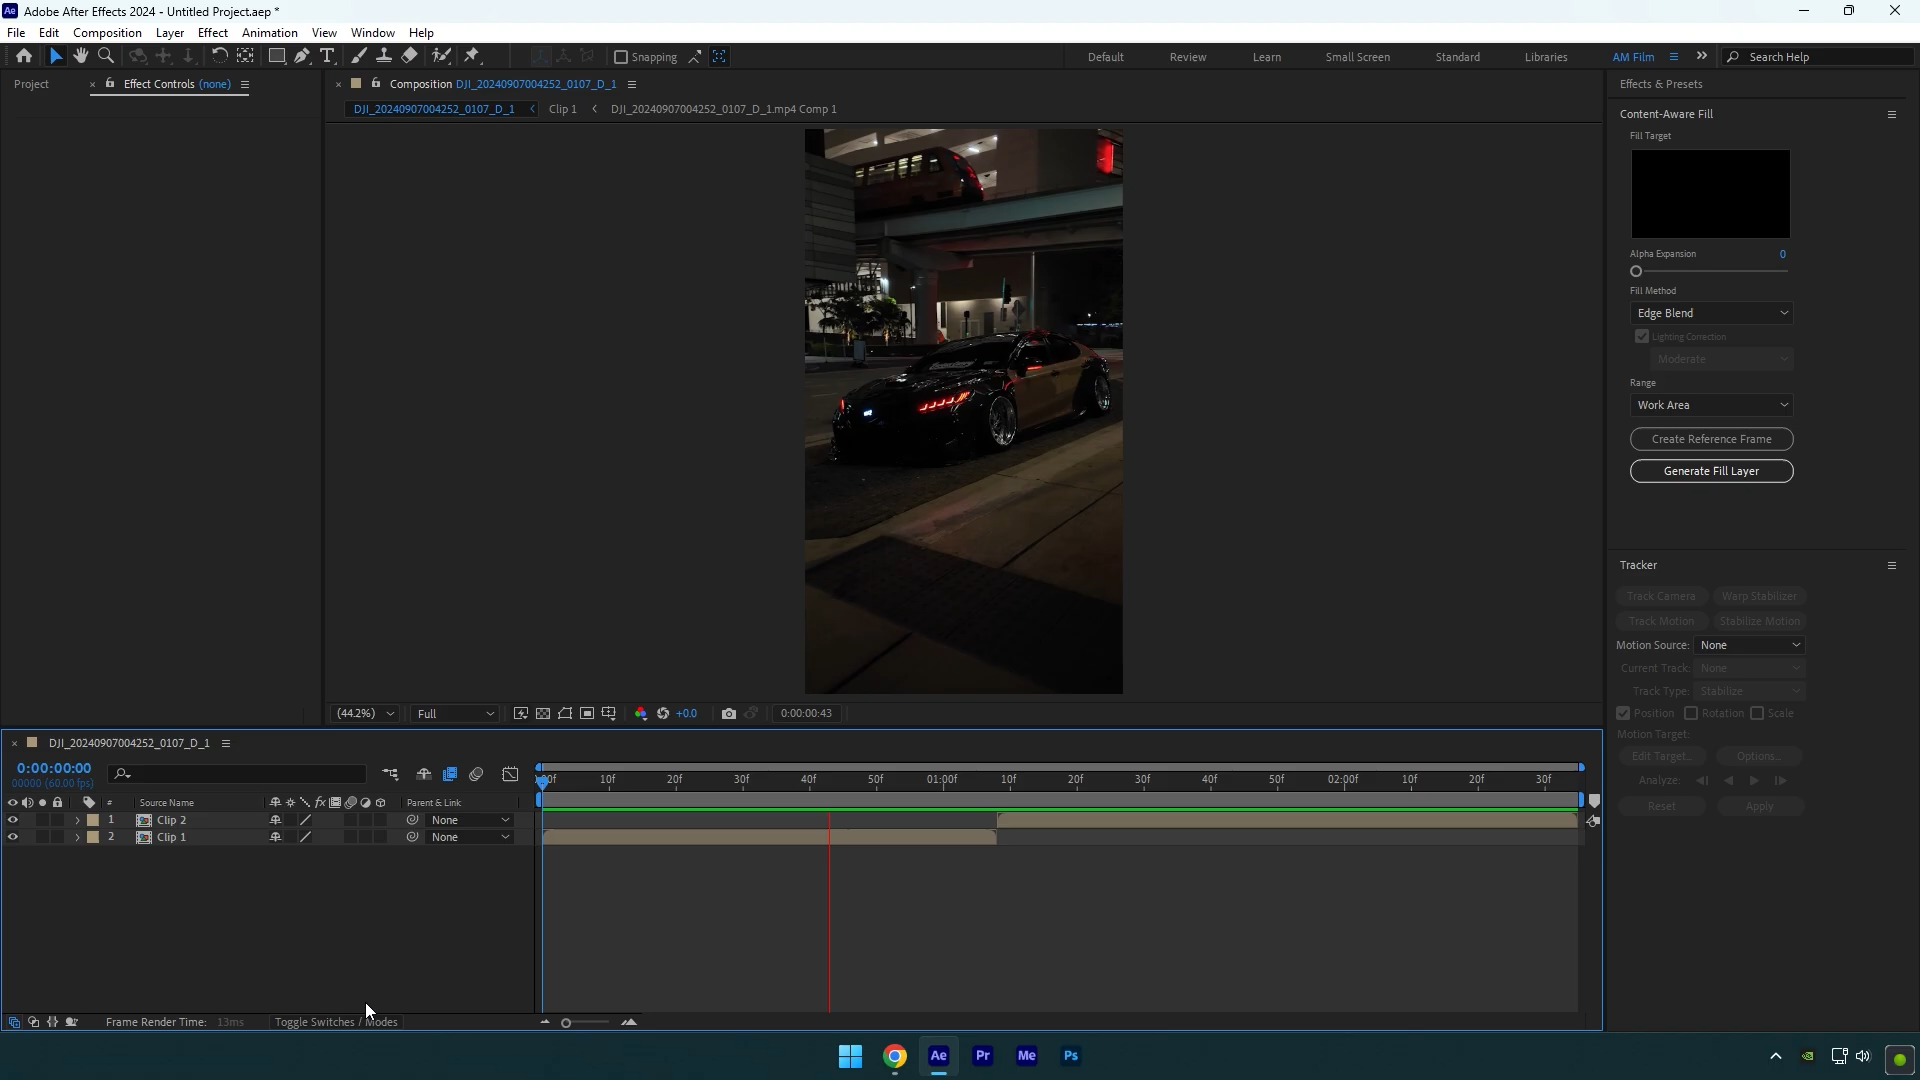 Adobe After Effects 2024 - Untitled Project.aep *
File Edit Composition Layer Effect Animation View Window Help
Snapping
Default Review Learn Small Screen Standard Libraries AM Film Search Help
Project Effect Controls (none)
Composition DJI_20240907004252_0107_D_1
DJI_20240907004252_0107_D_1 Clip 1 DJI_20240907004252_0107_D_1.mp4 Comp 1
Effects & Presets
Content-Aware Fill
Fill Target
Alpha Expansion 0
Fill Method
Edge Blend
Lighting Correction
Moderate
Range
Work Area
Create Reference Frame
Generate Fill Layer
Tracker
Track Camera Warp Stabilizer
Track Motion Stabilize Motion
Motion Source: None
Current Track: None
Track Type: Stabilize
Position Rotation Scale
Motion Target:
Edit Target... Options...
Analyze:
Reset Apply
(44.2%) Full +0.0 0:00:00:43
DJI_20240907004252_0107_D_1
0:00:00:00
00000 (60.00 fps)
10f 20f 30f 40f 50f 01:00f 10f 20f 30f 40f 50f 02:00f 10f 20f 30f
# Source Name fx Parent & Link
1 Clip 2 None
2 Clip 1 None
Frame Render Time: 13ms Toggle Switches / Modes
Ae Pr Me Ps